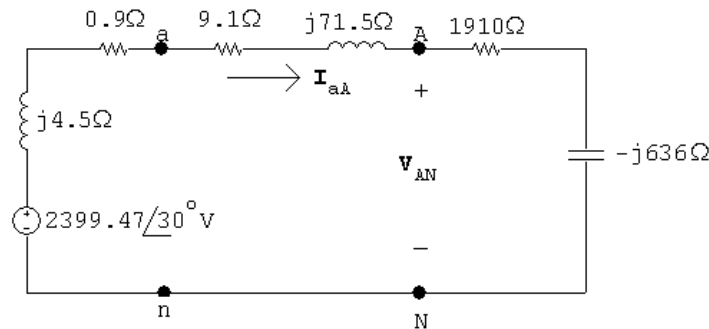 0.9Ω
a
9.1Ω
j71.5Ω
A
1910Ω
I_aA
+
j4.5Ω
V_AN
-j636Ω
2399.47/30°V
−
n
N